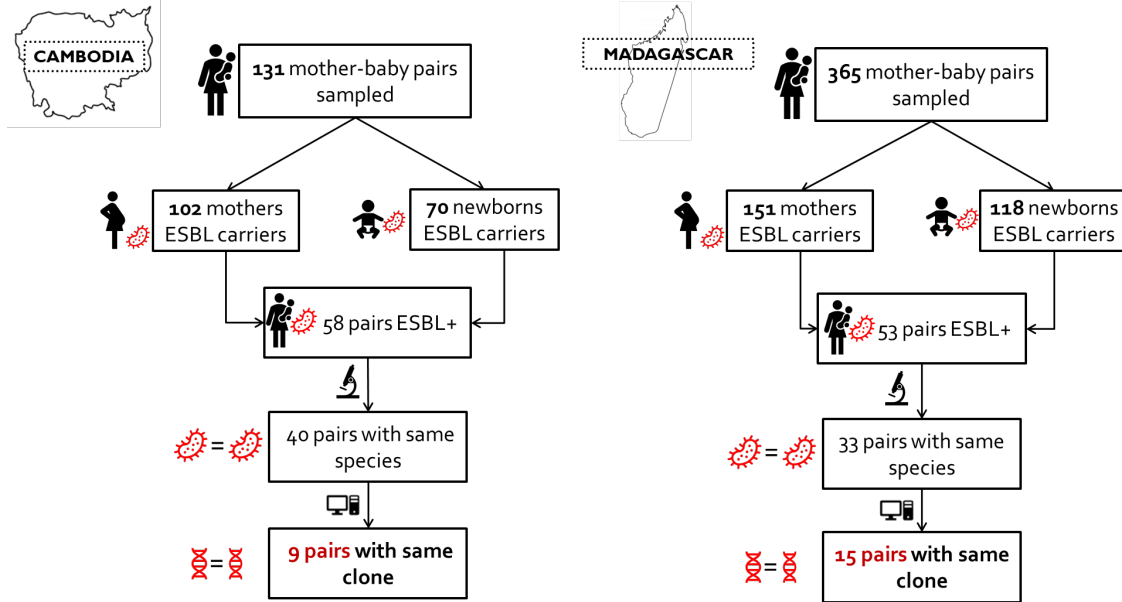 CAMBODIA
131 mother-baby pairs
sampled
102 mothers
ESBL carriers
70 newborns
ESBL carriers
58 pairs ESBL+
40 pairs with same
species
9 pairs with same
clone
MADAGASCAR
365 mother-baby pairs
sampled
151 mothers
ESBL carriers
118 newborns
ESBL carriers
53 pairs ESBL+
33 pairs with same
species
15 pairs with same
clone